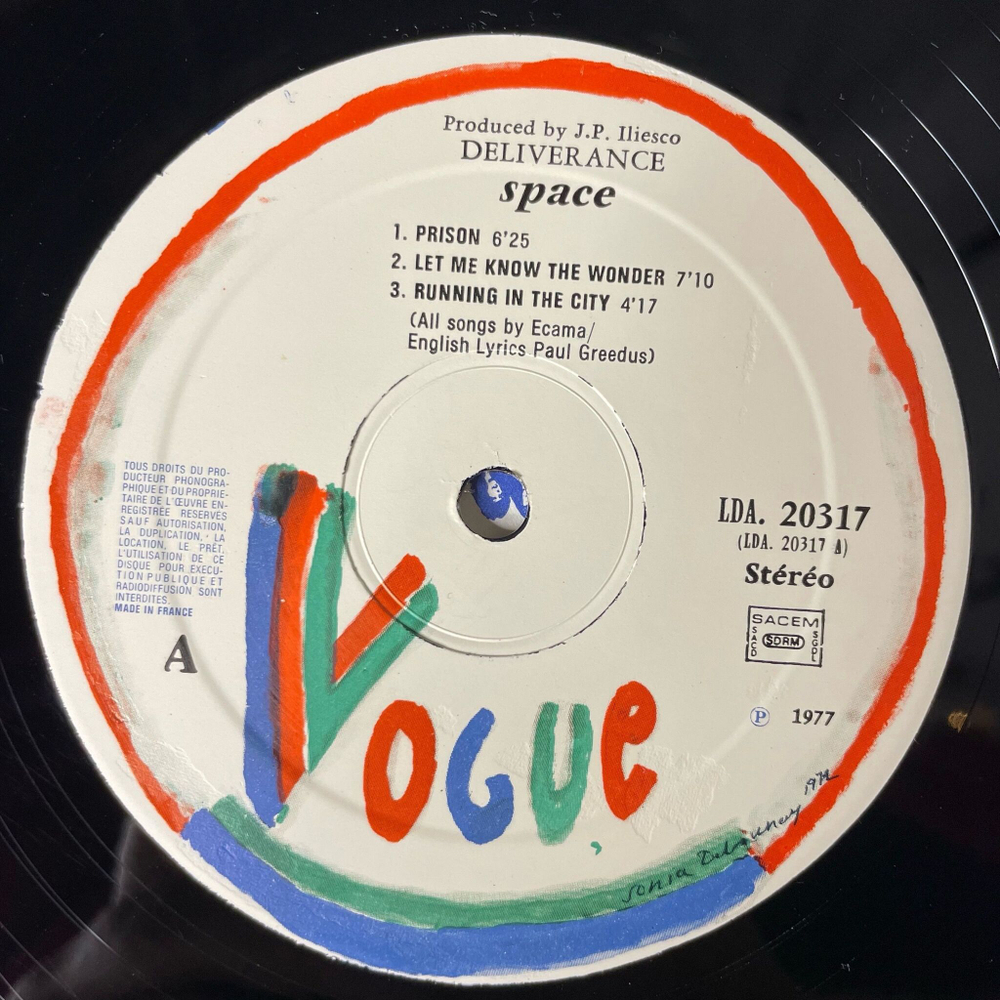 Produced by J.P. Iliesco
DELIVERANCE
space
1. PRISON 6'25
2. LET ME KNOW THE WONDER 7'10
3. RUNNING IN THE CITY 4'17
(All songs by Ecama/
English Lyrics Paul Greedus)
TOUS DROITS DU PRO-
DUCTEUR PHONOGRA-
PHIQUE ET DU PROPRIE-
TAIRE DE L'ŒUVRE EN-
REGISTRÉE RESERVES
SAUF AUTORISATION,
LA DUPLICATION, LA
LOCATION, LE PRÊT,
L'UTILISATION DE CE
DISQUE POUR EXECU-
TION PUBLIQUE ET
RADIODIFFUSION SONT
INTERDITES.
MADE IN FRANCE
A
LDA. 20317
(LDA. 20317 A)
Stéréo
SACEM
SACD
SDRM
SGDL
Ⓟ 1977
VOGUE
Sonia Delaunay